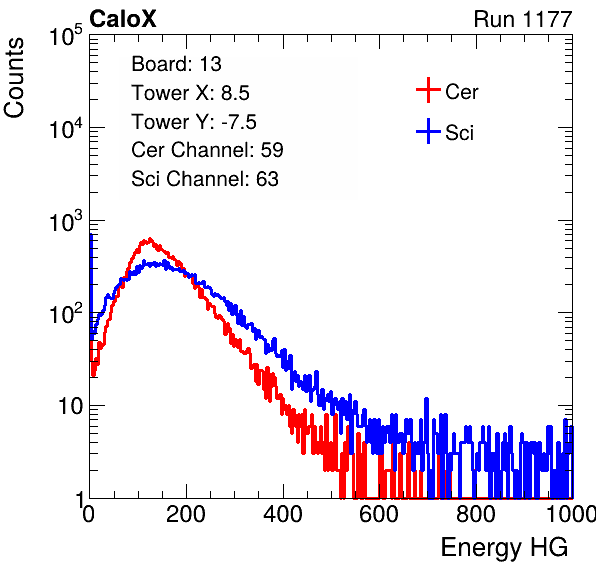 CaloX Run 1177
Counts
10^5
10^4
10^3
10^2
10
1
Board: 13
Tower X: 8.5
Tower Y: -7.5
Cer Channel: 59
Sci Channel: 63
Cer
Sci
0 200 400 600 800 1000
Energy HG